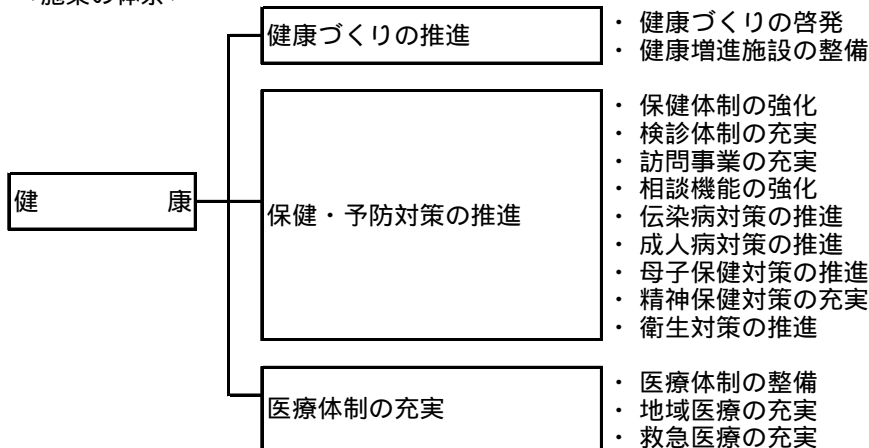 健康づくりの推進
・ 健康づくりの啓発
・ 健康増進施設の整備
健 康
保健・予防対策の推進
・ 保健体制の強化
・ 検診体制の充実
・ 訪問事業の充実
・ 相談機能の強化
・ 伝染病対策の推進
・ 成人病対策の推進
・ 母子保健対策の推進
・ 精神保健対策の充実
・ 衛生対策の推進
医療体制の充実
・ 医療体制の整備
・ 地域医療の充実
・ 救急医療の充実